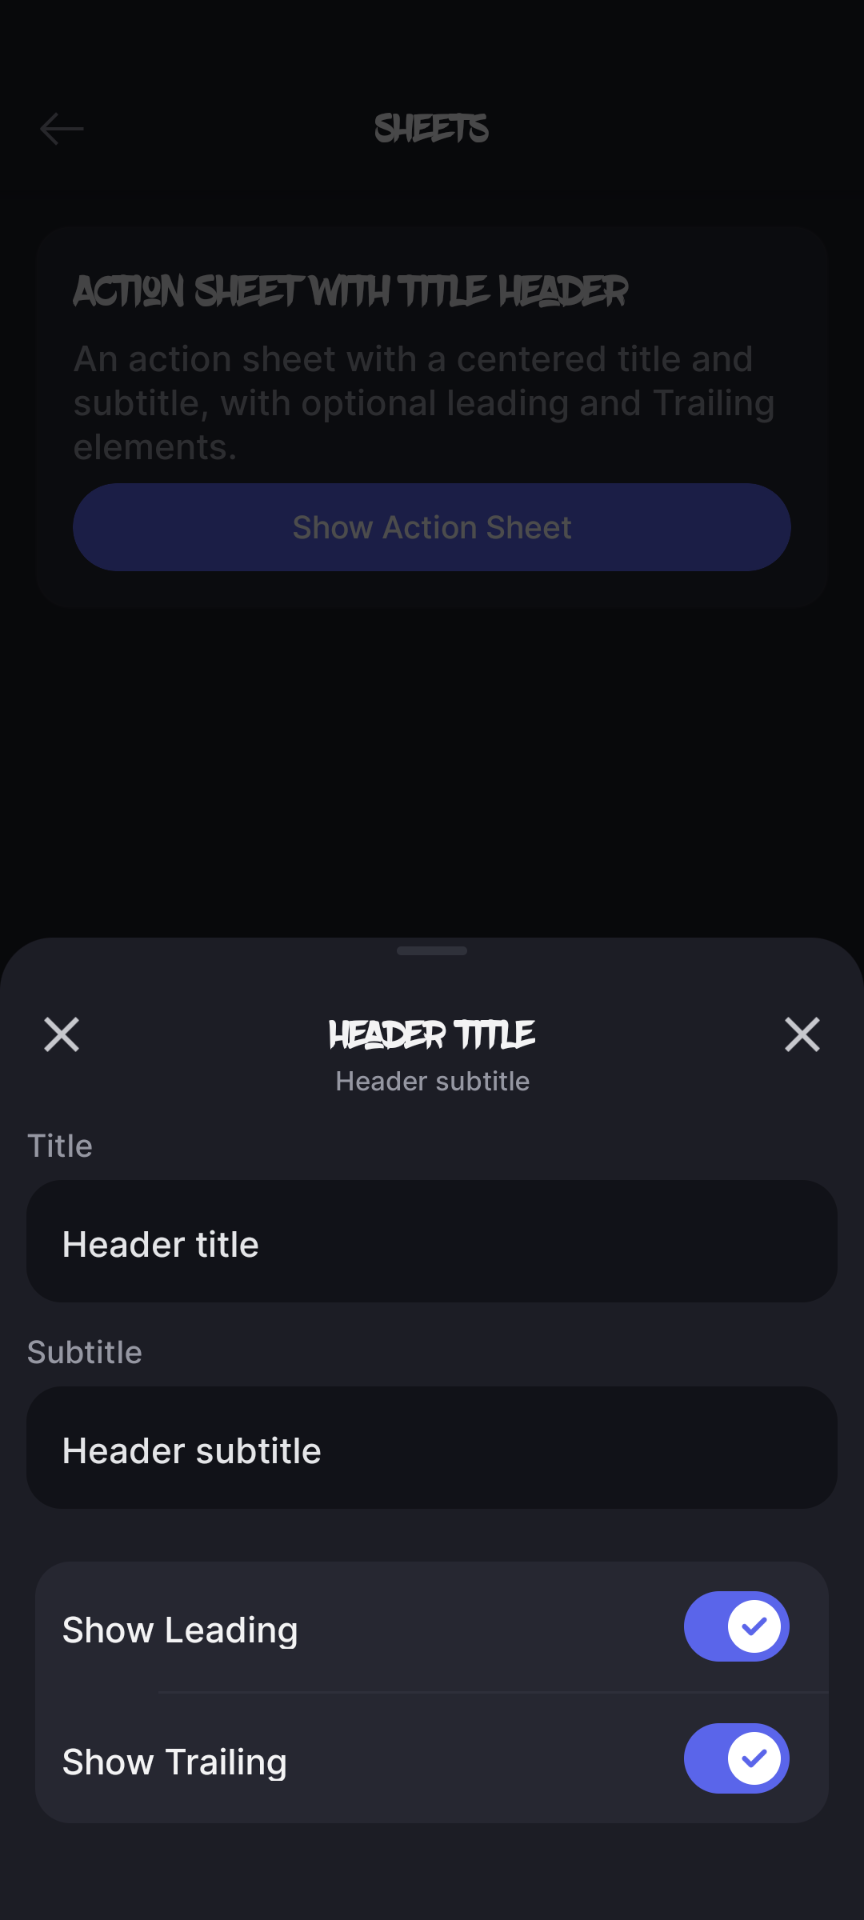 SHEETS
ACTION SHEET WITH TITLE HEADER
An action sheet with a centered title and
subtitle, with optional leading and Trailing
elements.
Show Action Sheet
HEADER TITLE
Header subtitle
Title
Header title
Subtitle
Header subtitle
Show Leading
Show Trailing